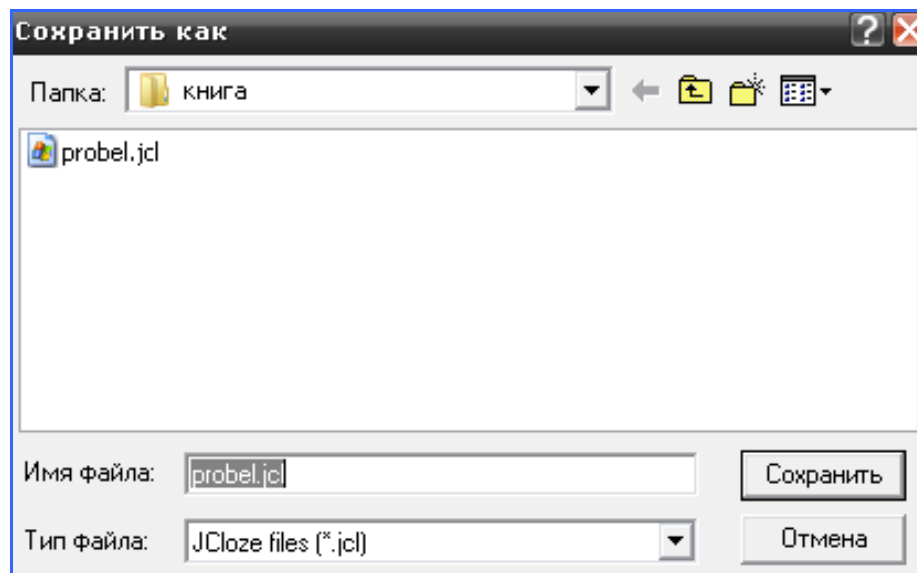 Сохранить как
Папка: книга
probel.jcl
Имя файла: probel.jcl Сохранить
Тип файла: JCloze files (*.jcl) Отмена